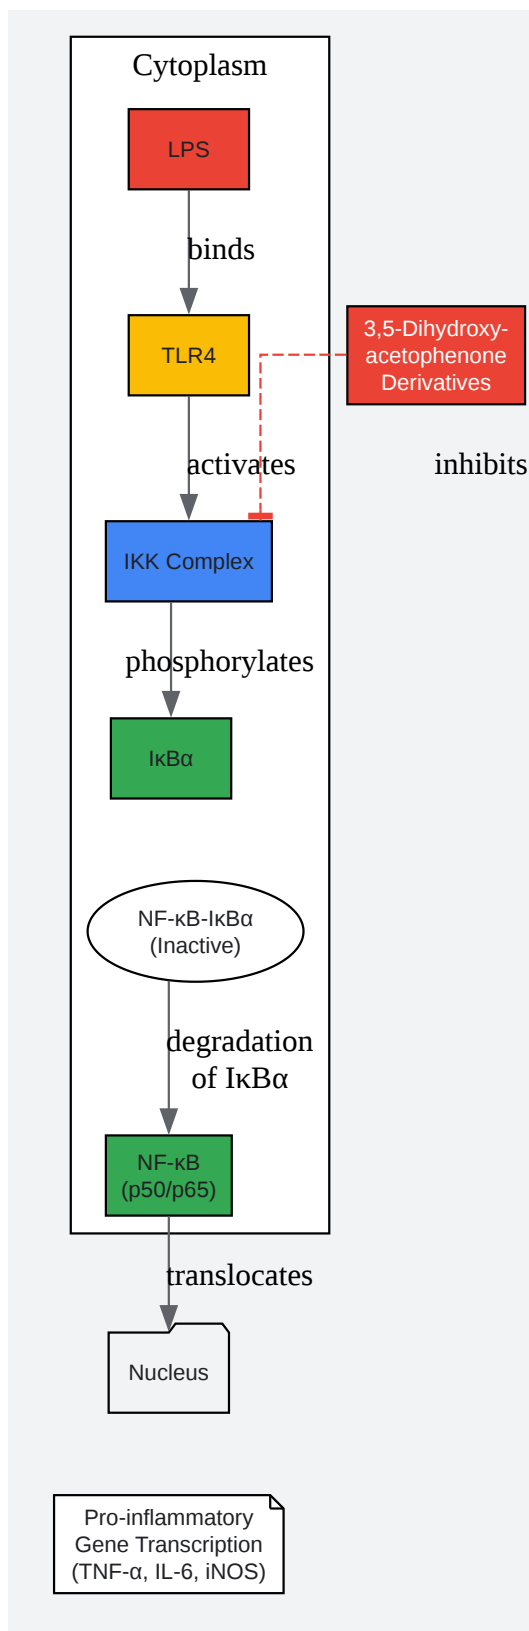 Cytoplasm
LPS
binds
TLR4
3,5-Dihydroxy-
acetophenone
Derivatives
activates
inhibits
IKK Complex
phosphorylates
IκBα
NF-κB-IκBα
(Inactive)
degradation
of IκBα
NF-κB
(p50/p65)
translocates
Nucleus
Pro-inflammatory
Gene Transcription
(TNF-α, IL-6, iNOS)